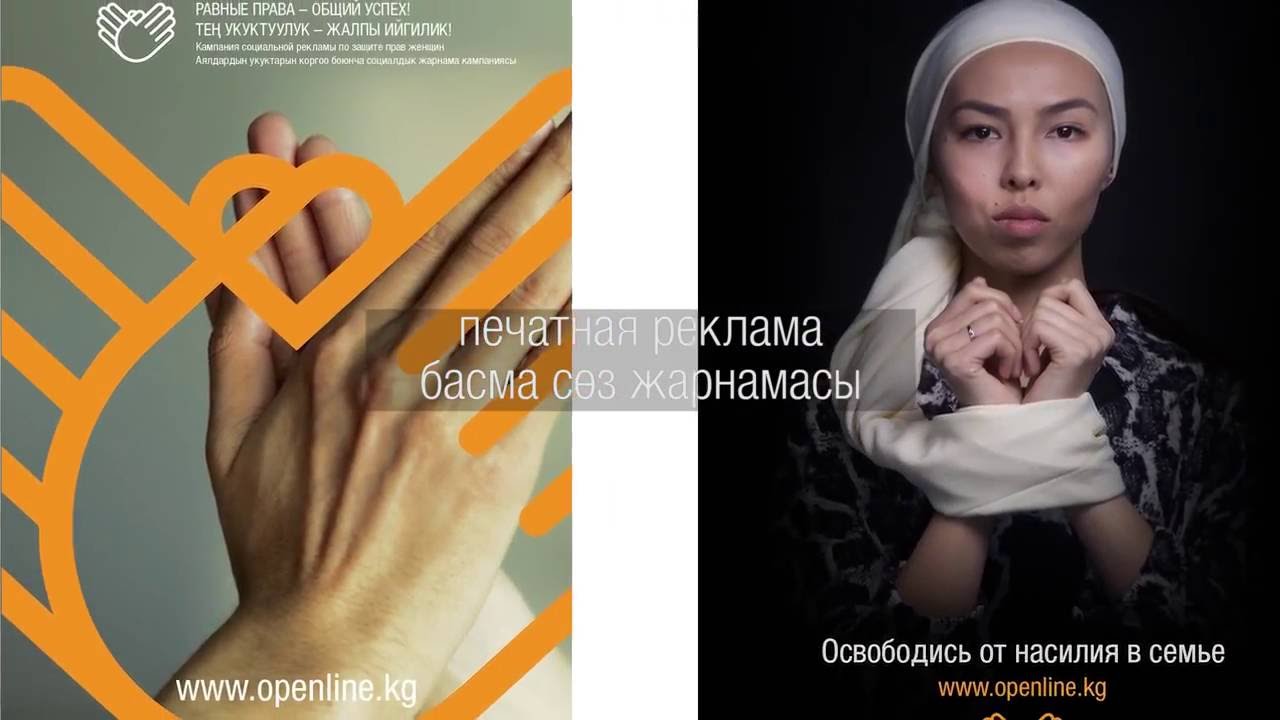 РАВНЫЕ ПРАВА – ОБЩИЙ УСПЕХ!
ТЕҢ УКУКТУУЛУК – ЖАЛПЫ ИЙГИЛИК!
Кампания социальной рекламы по защите прав женщин
Аялдардын укуктарын коргоо боюнча социалдык жарнама кампаниясы
печатная реклама
басма сөз жарнамасы
www.openline.kg
Освободись от насилия в семье
www.openline.kg